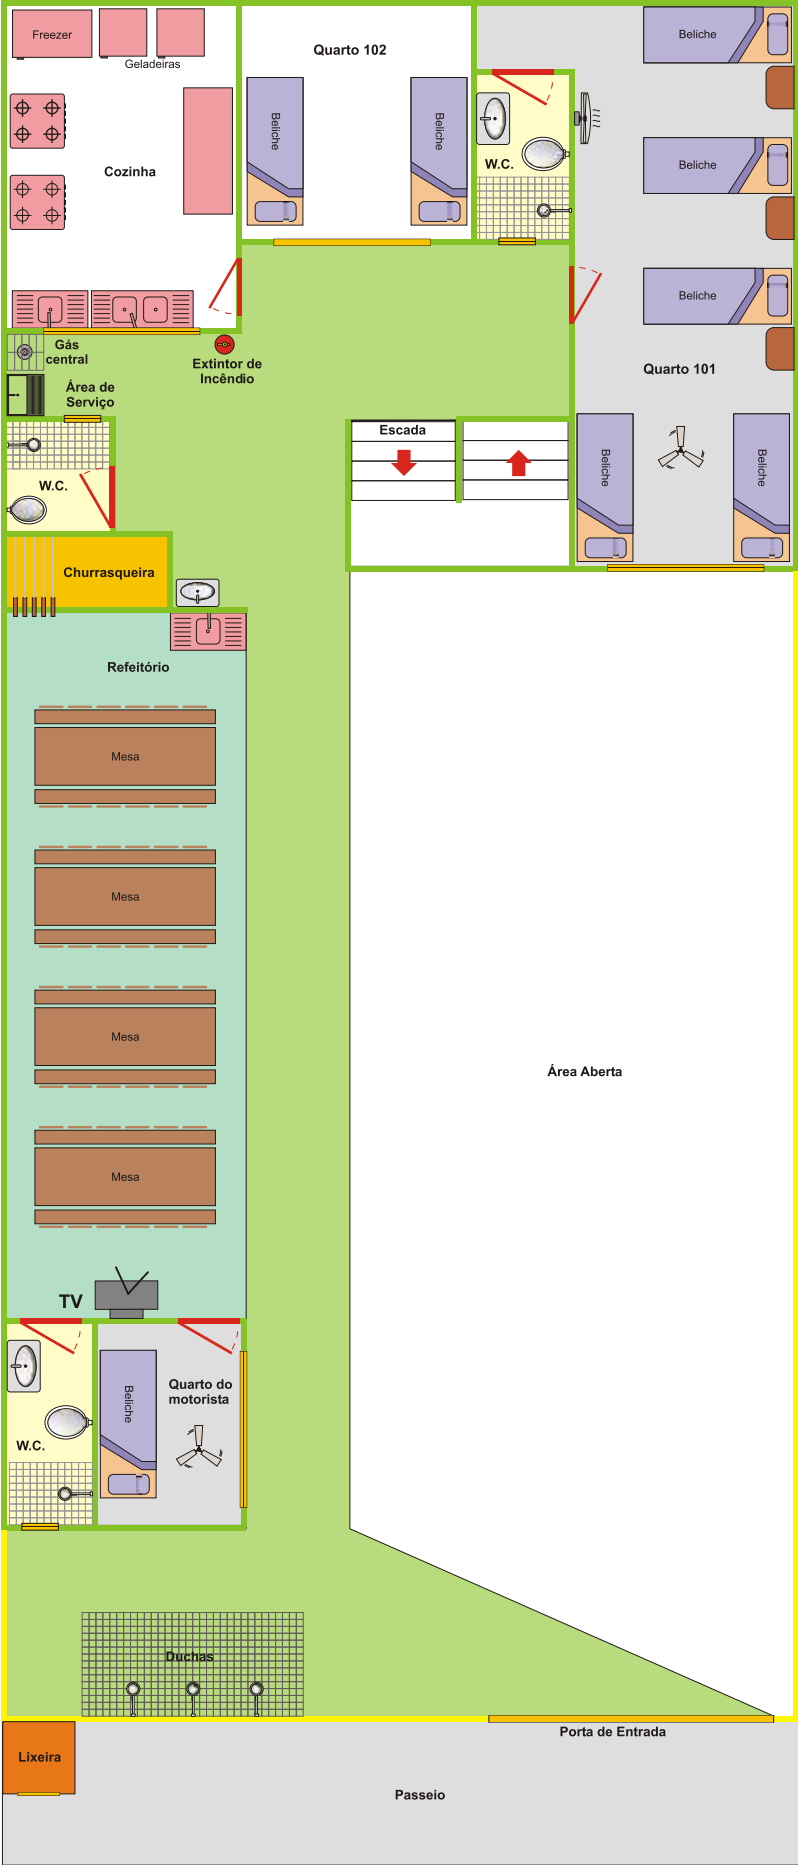 Freezer
Geladeiras
Quarto 102
Beliche
Beliche
Beliche
W.C.
Cozinha
Beliche
Beliche
Gás
central
Extintor de
Incêndio
Quarto 101
Área de
Serviço
Escada
Beliche
Beliche
W.C.
Churrasqueira
Refeitório
Mesa
Mesa
Mesa
Área Aberta
Mesa
TV
Quarto do
motorista
Beliche
W.C.
Duchas
Porta de Entrada
Lixeira
Passeio